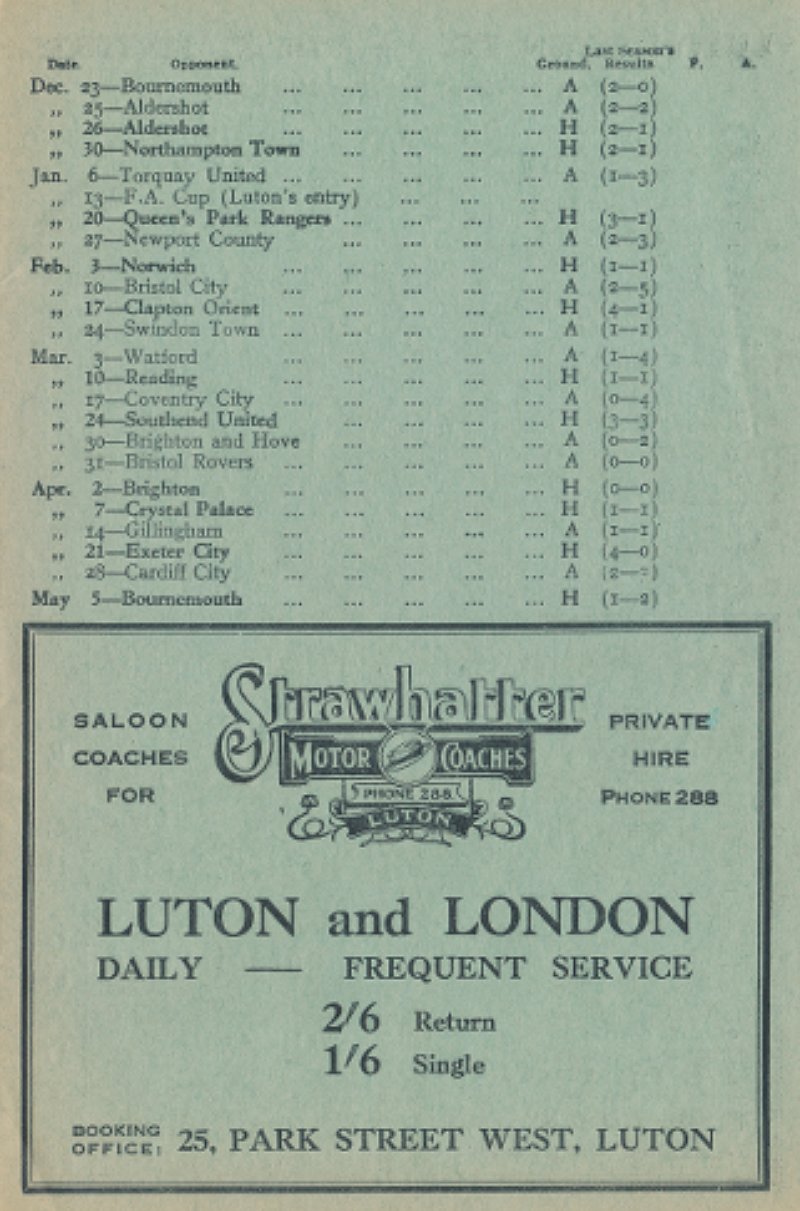 Last Season's
Date. Opponent. Ground. Results F. A.
Dec. 23—Bournemouth ... ... ... ... ... A (2—0)
,, 25—Aldershot ... ... ... ... A (2—2)
,, 26—Aldershot ... ... ... ... ... H (2—1)
,, 30—Northampton Town ... ... ... ... H (2—1)
Jan. 6—Torquay United ... ... ... ... ... A (1—3)
,, 13—F.A. Cup (Luton's entry) ... ... ...
,, 20—Queen's Park Rangers ... ... ... ... H (3—1)
,, 27—Newport County ... ... ... ... A (2—3)
Feb. 3—Norwich ... ... ... ... ... H (1—1)
,, 10—Bristol City ... ... ... ... ... A (2—5)
,, 17—Clapton Orient ... ... ... ... ... H (4—1)
,, 24—Swindon Town ... ... ... ... ... A (1—1)
Mar. 3—Watford ... ... ... ... ... A (1—4)
,, 10—Reading ... ... ... ... ... H (1—1)
,, 17—Coventry City ... ... ... ... ... A (0—4)
,, 24—Southend United ... ... ... ... H (3—3)
,, 30—Brighton and Hove ... ... ... ... A (0—2)
,, 31—Bristol Rovers ... ... ... ... ... A (0—0)
Apr. 2—Brighton ... ... ... ... ... H (0—0)
,, 7—Crystal Palace ... ... ... ... ... H (1—1)
,, 14—Gillingham ... ... ... ... ... A (1—1)
,, 21—Exeter City ... ... ... ... ... H (4—0)
,, 28—Cardiff City ... ... ... ... ... A
May 5—Bournemouth ... ... ... ... ... H (1—2)
Strawhatter
SALOON
COACHES
FOR
MOTOR COACHES
PHONE 288
LUTON
PRIVATE
HIRE
PHONE 288
LUTON and LONDON
DAILY — FREQUENT SERVICE
2/6 Return
1/6 Single
BOOKING
OFFICE: 25, PARK STREET WEST, LUTON